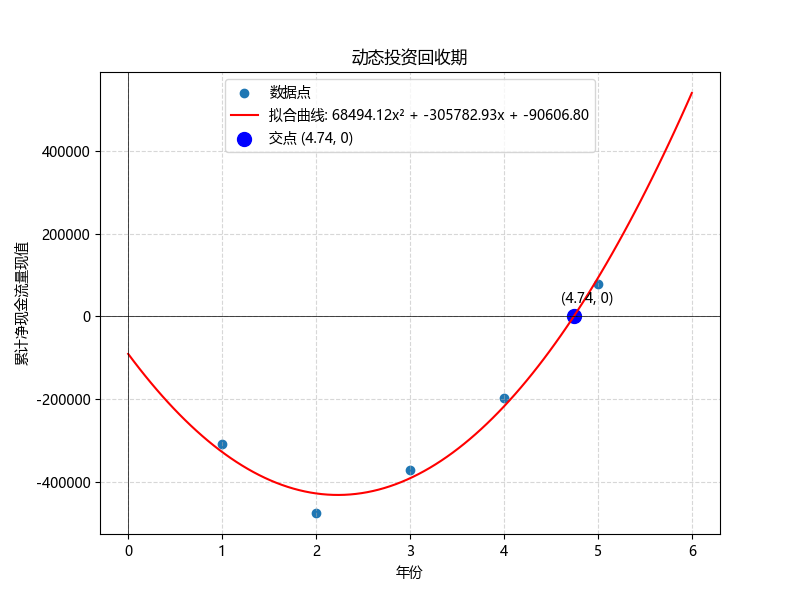 动态投资回收期
数据点
拟合曲线: 68494.12x² + -305782.93x + -90606.80
交点 (4.74, 0)
累计净现金流量现值
400000
200000
0
-200000
-400000
(4.74, 0)
0 1 2 3 4 5 6
年份